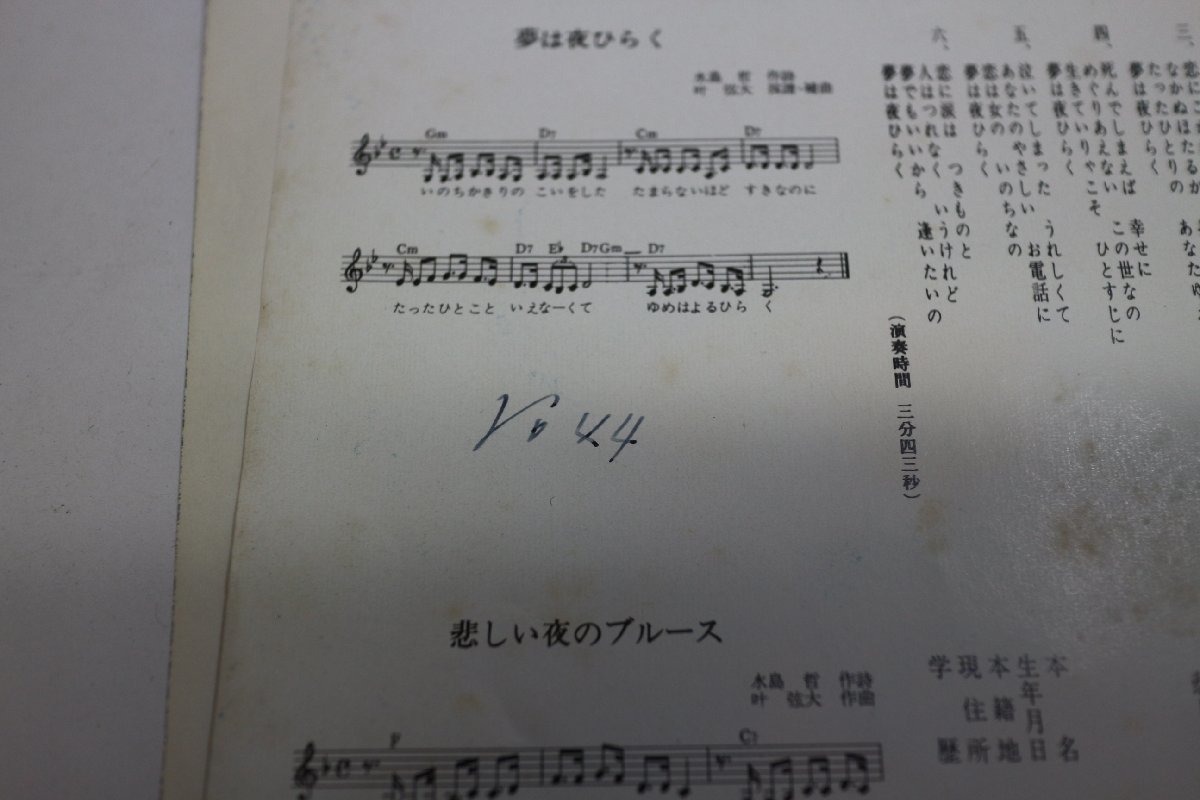 夢は夜ひらく
水島 哲 作詩
叶 弦大 採譜・補曲
Gm D7 Cm D7
いのちかぎりの こいをした たまらないほど すきなのに
Cm D7 E♭ D7 Gm D7
たったひとこと いえなーくて ゆめはよるひら く
三、
たったひとりの
夢は夜ひらく
四、
死んでしまえば 幸せに
めぐりあえない この世なの
生きていりゃこそ ひとすじに
夢は夜ひらく
五、
泣いてしまった うれしくて
あなたのやさしい お電話に
恋は女の いのちなの
夢は夜ひらく
六、
恋に涙は つきものと
人はつれなく いうけれど
夢でもいいから 逢いたいの
夢は夜ひらく
(演奏時間 三分四三秒)
No 44
悲しい夜のブルース
水島 哲 作詩
叶 弦大 作曲
F C7
本名
生年月日
本籍地
現住所
学歴